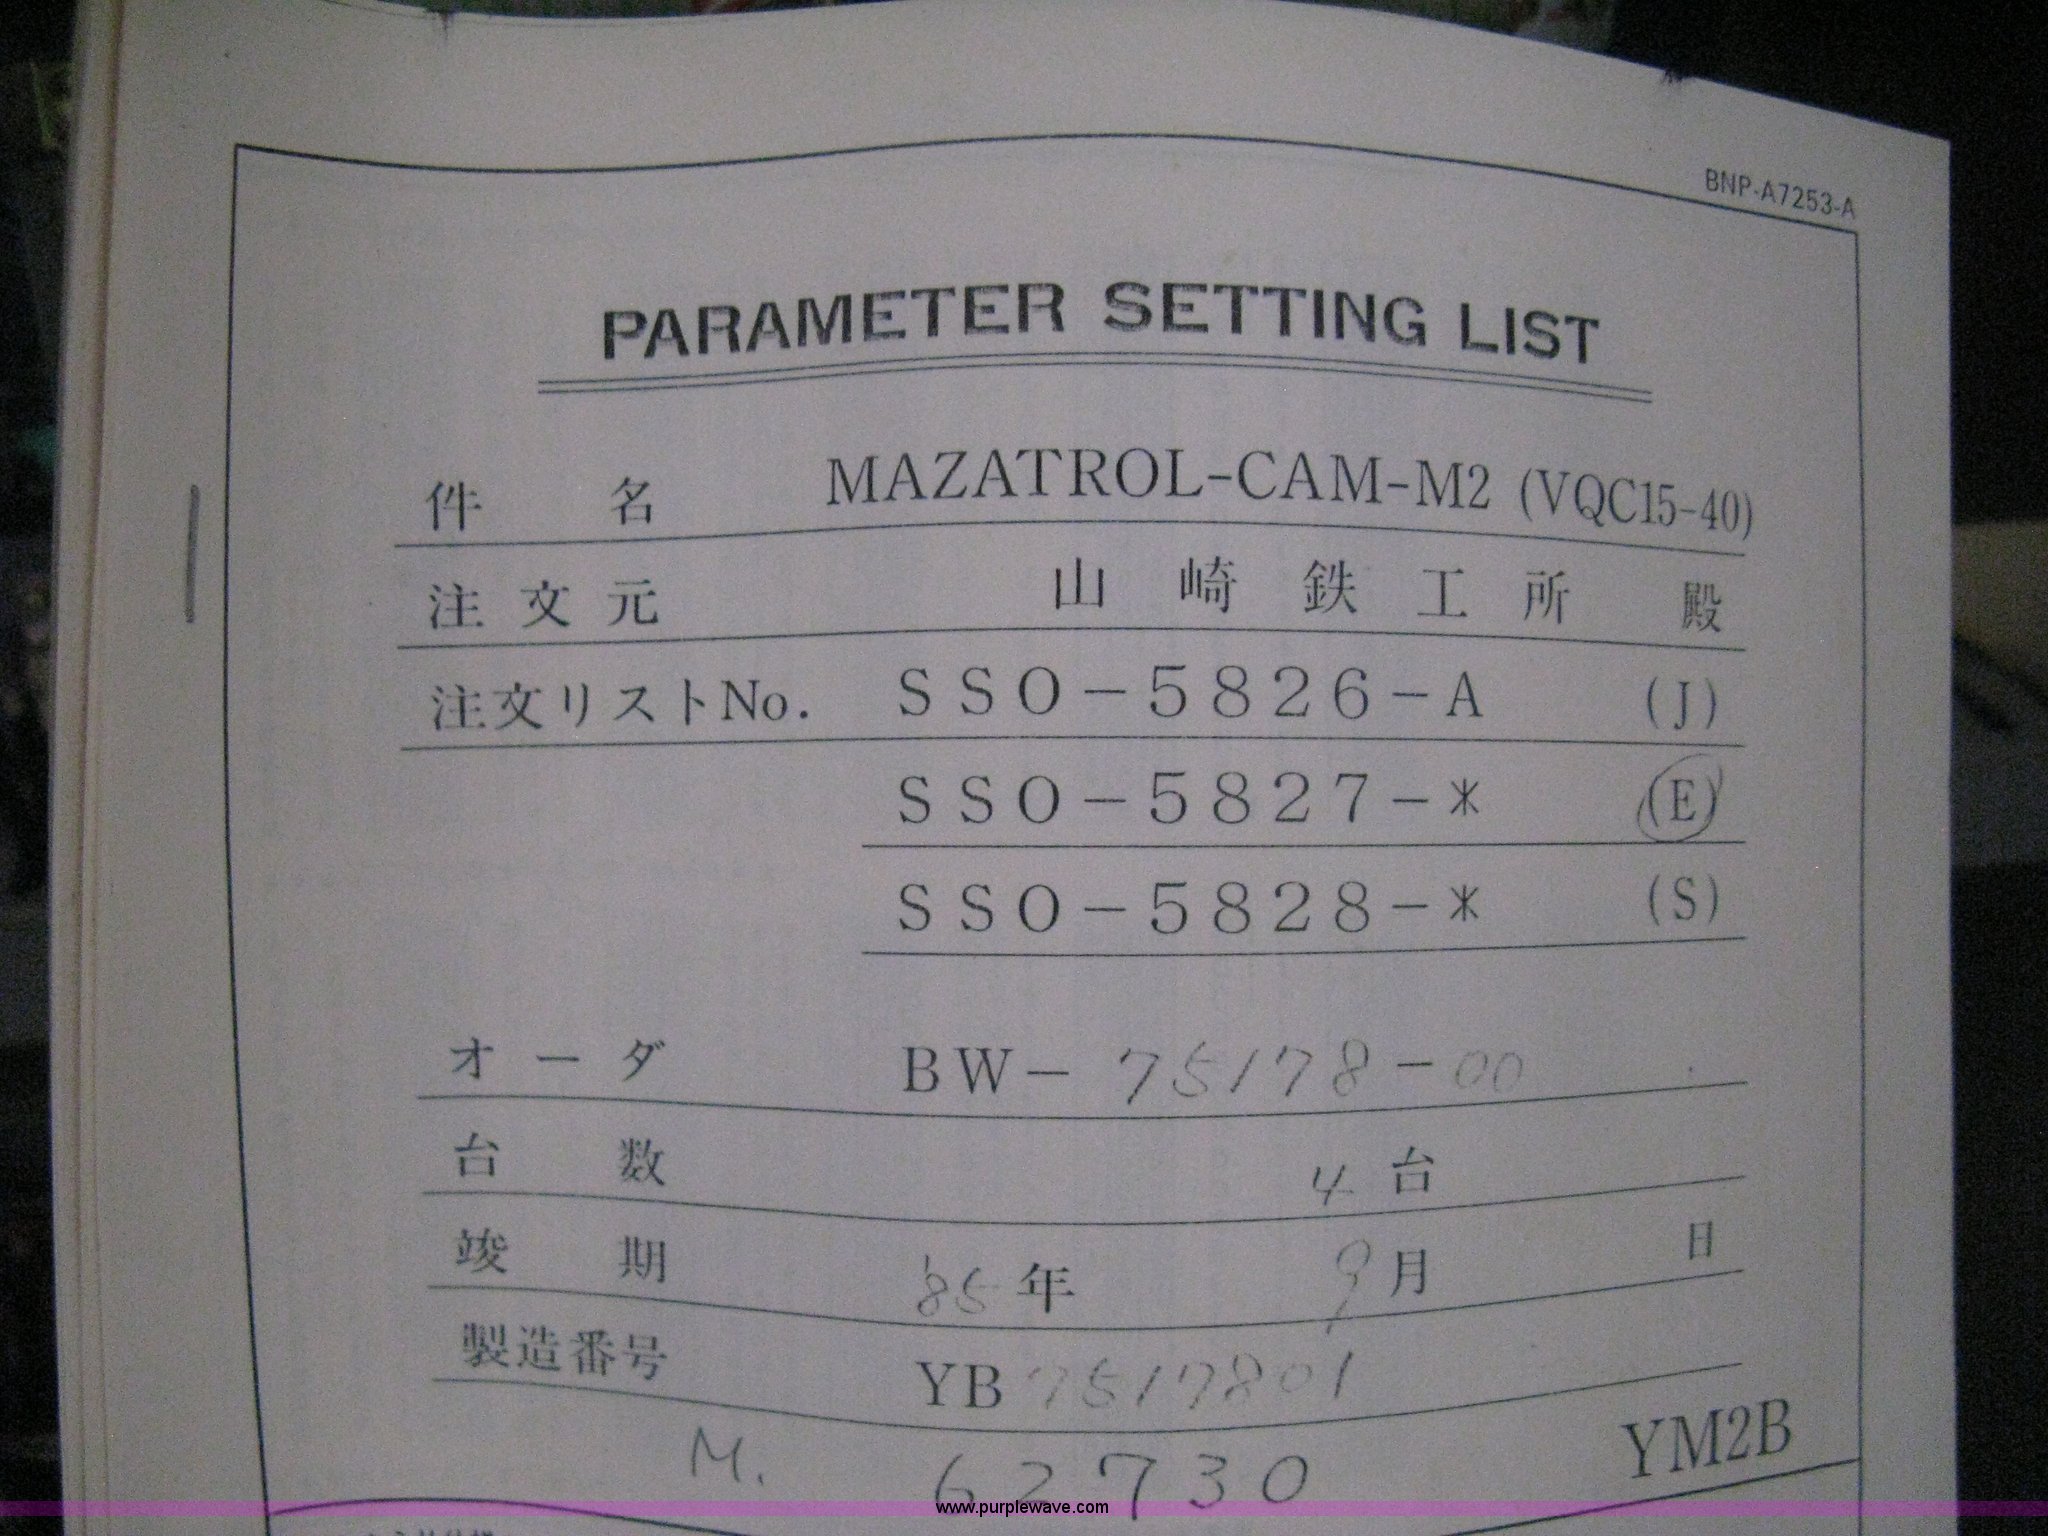 BNP-A7253-A
PARAMETER SETTING LIST
件 名 MAZATROL-CAM-M2 (VQC15-40)
注 文 元 山 崎 鉄 工 所 殿
注文リストNo. SSO-5826-A (J)
SSO-5827-* (E)
SSO-5828-* (S)
オ ー ダ BW- 75178-00
台 数 4 台
竣 期 '85 年 9 月 日
製造番号 YB 7517801
YM2B
M. 62730
www.purplewave.com